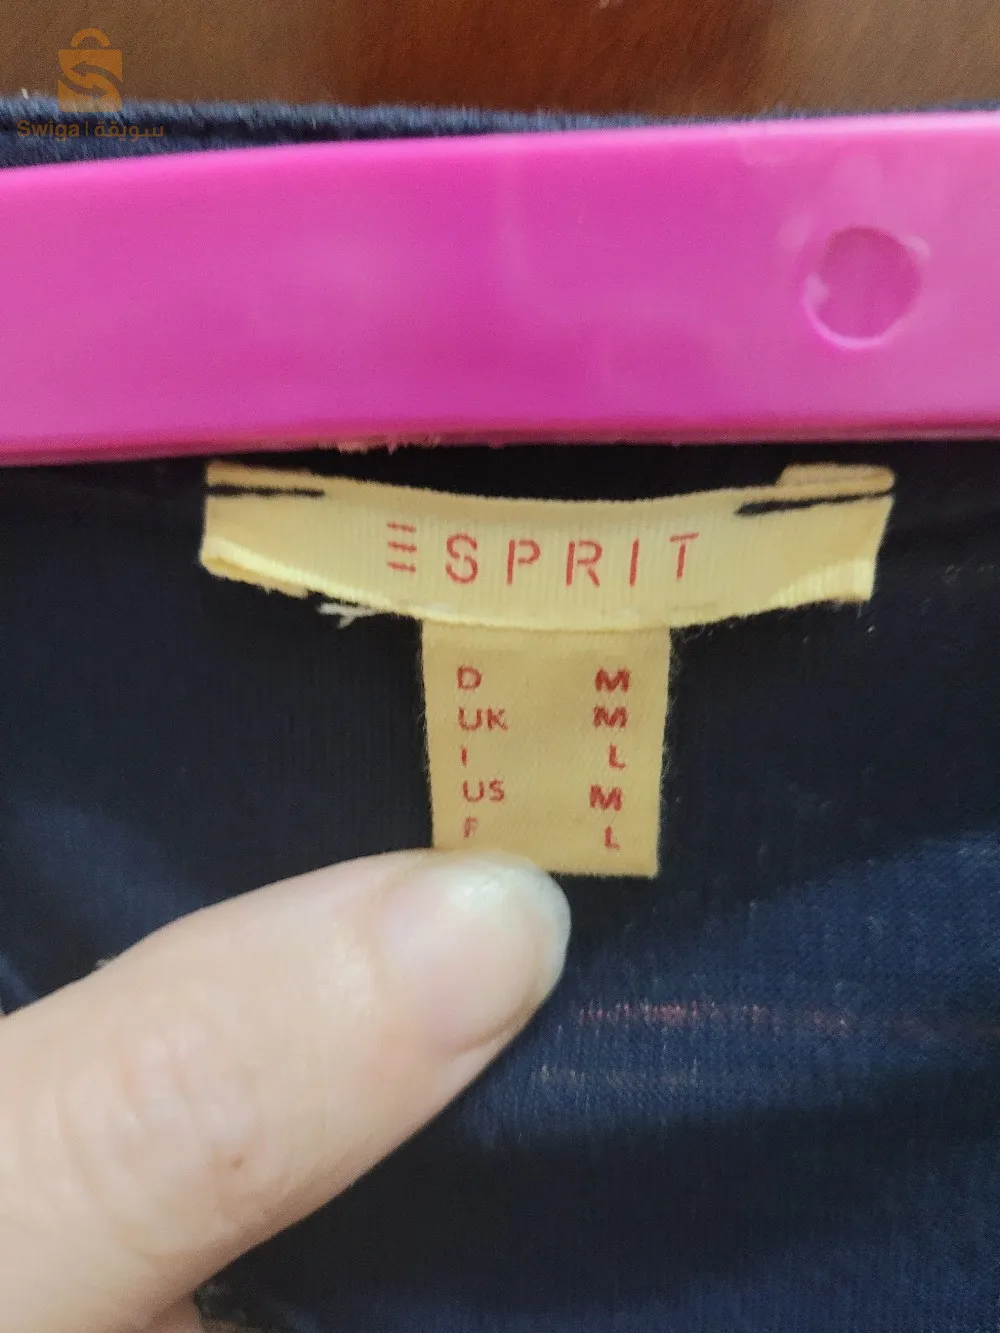 Swiga | سويقة
ESPRIT
D M
UK M
I L
US M
F L